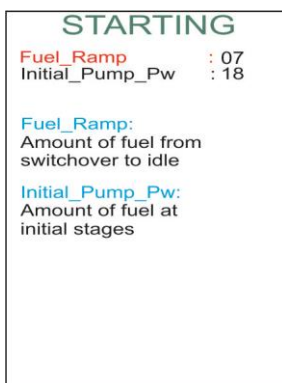 STARTING
Fuel_Ramp : 07
Initial_Pump_Pw : 18
Fuel_Ramp:
Amount of fuel from
switchover to idle
Initial_Pump_Pw:
Amount of fuel at
initial stages